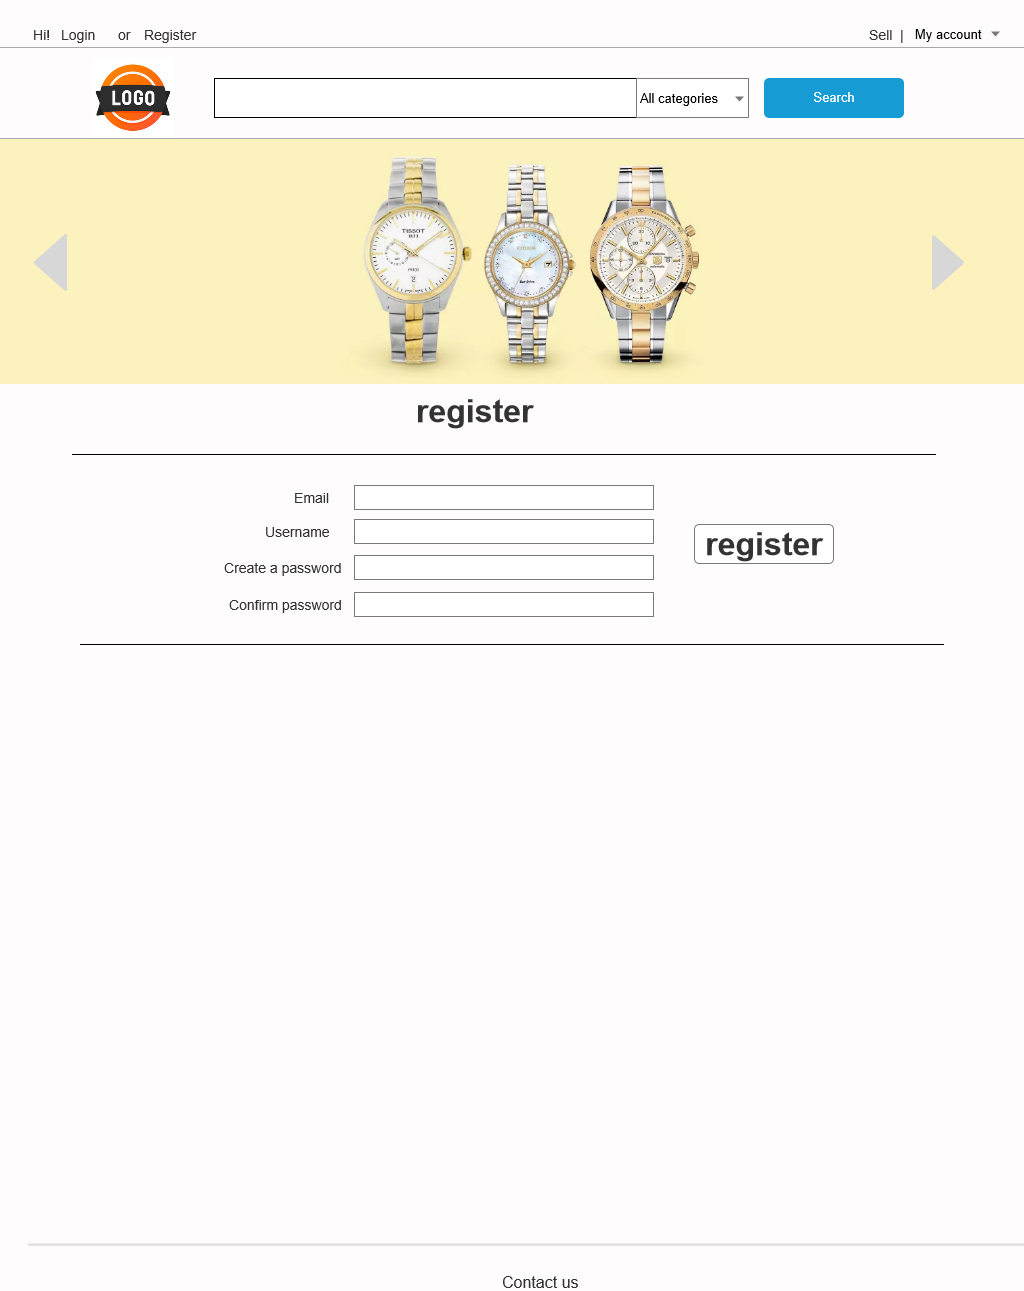 Hi! Login or Register
Sell | My account
LOGO
All categories
Search
TISSOT
register
Email
Username
register
Create a password
Confirm password
Contact us